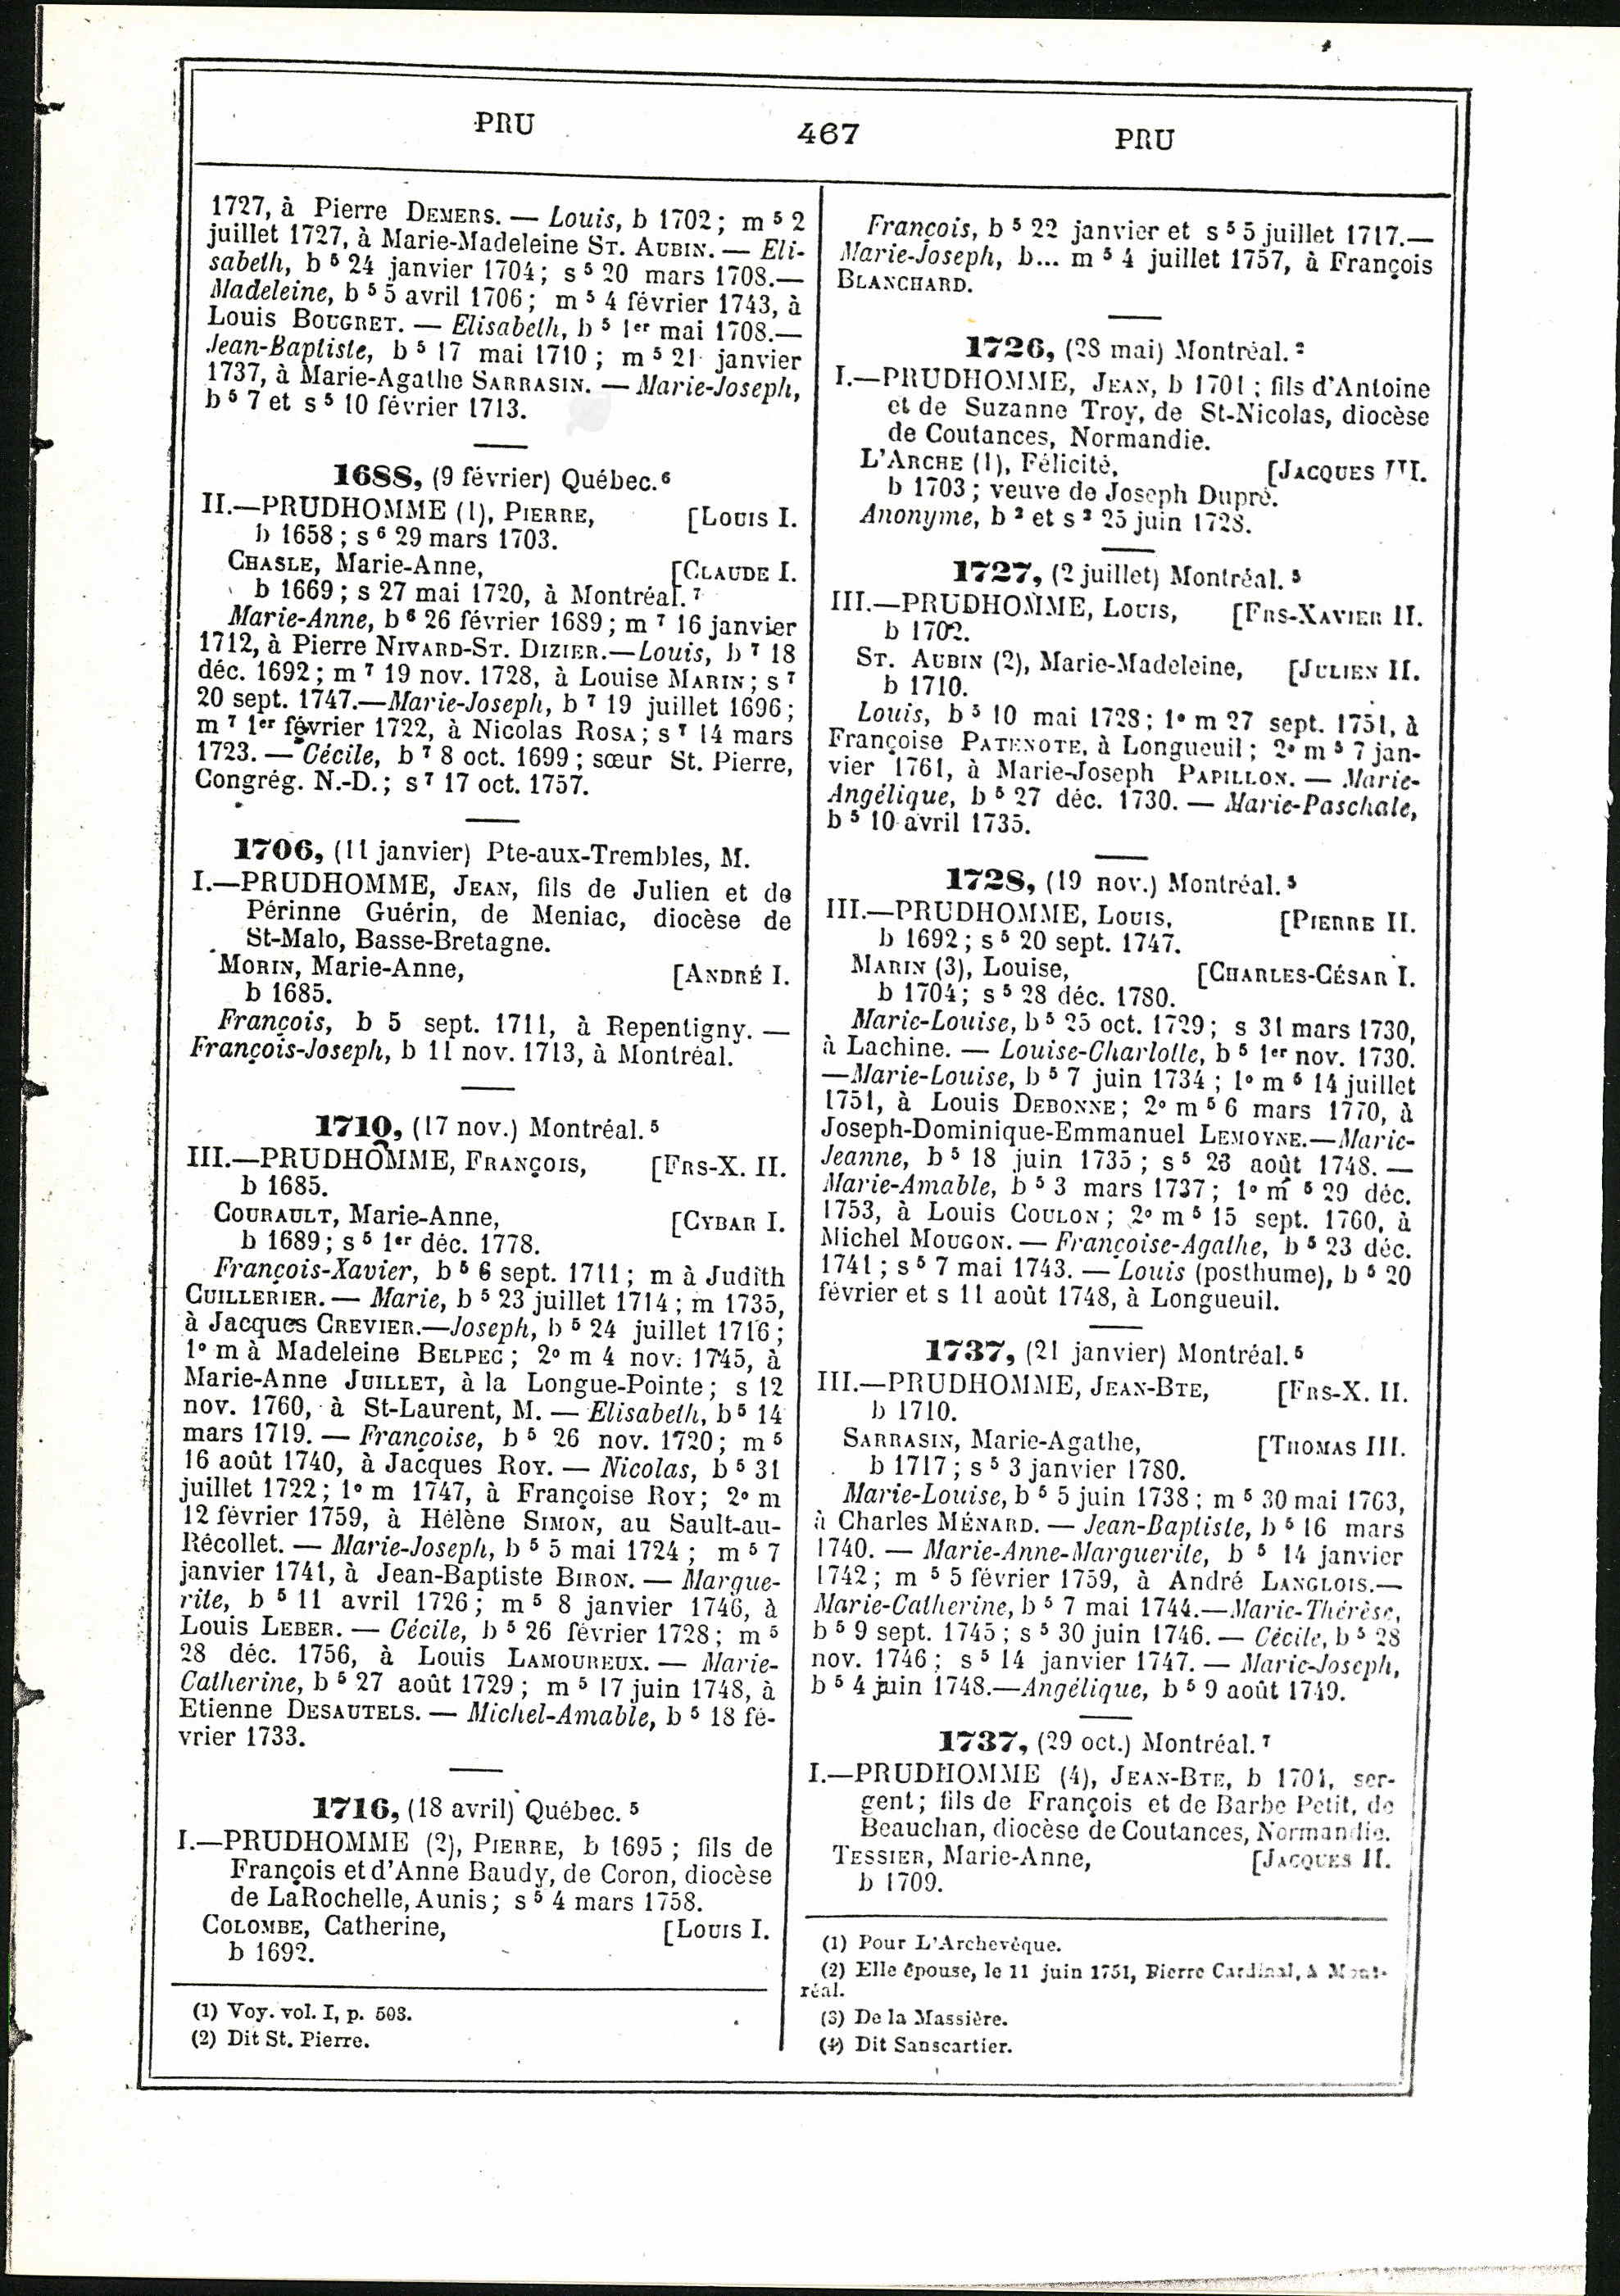 PRU 467 PRU
1727, à Pierre DEMERS. — Louis, b 1702; m ⁵ 2
juillet 1727, à Marie-Madeleine ST. AUBIN. — Eli-
sabeth, b ⁵ 24 janvier 1704; s ⁵ 20 mars 1708.—
Madeleine, b ⁵ 5 avril 1706; m ⁵ 4 février 1743, à
Louis BOUGRET. — Elisabeth, b ⁵ 1er mai 1708.—
Jean-Baptiste, b ⁵ 17 mai 1710; m ⁵ 21 janvier
1737, à Marie-Agathe SARRASIN. — Marie-Joseph,
b ⁵ 7 et s ⁵ 10 février 1713.
1688, (9 février) Québec.⁶
II.—PRUDHOMME (1), PIERRE, [LOUIS I.
b 1658; s ⁶ 29 mars 1703.
CHASLE, Marie-Anne, [CLAUDE I.
b 1669; s 27 mai 1720, à Montréal.⁷
Marie-Anne, b ⁶ 26 février 1689; m ⁷ 16 janvier
1712, à Pierre NIVARD-ST. DIZIER.—Louis, b ⁷ 18
déc. 1692; m ⁷ 19 nov. 1728, à Louise MARIN; s ⁷
20 sept. 1747.—Marie-Joseph, b ⁷ 19 juillet 1696;
m ⁷ 1er février 1722, à Nicolas ROSA; s ⁷ 14 mars
1723. — Cécile, b ⁷ 8 oct. 1699; sœur St. Pierre,
Congrég. N.-D.; s ⁷ 17 oct. 1757.
1706, (11 janvier) Pte-aux-Trembles, M.
I.—PRUDHOMME, JEAN, fils de Julien et de
Périnne Guérin, de Meniac, diocèse de
St-Malo, Basse-Bretagne.
MORIN, Marie-Anne, [ANDRÉ I.
b 1685.
François, b 5 sept. 1711, à Repentigny. —
François-Joseph, b 11 nov. 1713, à Montréal.
1710, (17 nov.) Montréal.⁵
III.—PRUDHOMME, FRANÇOIS, [FRS-X. II.
b 1685.
COURAULT, Marie-Anne, [CYBAR I.
b 1689; s ⁵ 1er déc. 1778.
François-Xavier, b ⁵ 6 sept. 1711; m à Judith
CUILLERIER. — Marie, b ⁵ 23 juillet 1714; m 1735,
à Jacques CREVIER.—Joseph, b ⁵ 24 juillet 1716;
1º m à Madeleine BELPEC; 2º m 4 nov. 1745, à
Marie-Anne JUILLET, à la Longue-Pointe; s 12
nov. 1760, à St-Laurent, M. — Elisabeth, b ⁵ 14
mars 1719. — Françoise, b ⁵ 26 nov. 1720; m ⁵
16 août 1740, à Jacques ROY. — Nicolas, b ⁵ 31
juillet 1722; 1º m 1747, à Françoise ROY; 2º m
12 février 1759, à Hélène SIMON, au Sault-au-
Récollet. — Marie-Joseph, b ⁵ 5 mai 1724; m ⁵ 7
janvier 1741, à Jean-Baptiste BIRON. — Margue-
rite, b ⁵ 11 avril 1726; m ⁵ 8 janvier 1746, à
Louis LEBER. — Cécile, b ⁵ 26 février 1728; m ⁵
28 déc. 1756, à Louis LAMOUREUX. — Marie-
Catherine, b ⁵ 27 août 1729; m ⁵ 17 juin 1748, à
Etienne DESAUTELS. — Michel-Amable, b ⁵ 18 fé-
vrier 1733.
1716, (18 avril) Québec. ⁵
I.—PRUDHOMME (2), PIERRE, b 1695; fils de
François et d'Anne Baudy, de Coron, diocèse
de LaRochelle, Aunis; s ⁵ 4 mars 1758.
COLOMBE, Catherine, [LOUIS I.
b 1692.
(1) Voy. vol. I, p. 503.
(2) Dit St. Pierre.
François, b ⁵ 22 janvier et s ⁵ 5 juillet 1717.—
Marie-Joseph, b... m ⁵ 4 juillet 1757, à François
BLANCHARD.
1726, (28 mai) Montréal.²
I.—PRUDHOMME, JEAN, b 1701; fils d'Antoine
et de Suzanne Troy, de St-Nicolas, diocèse
de Coutances, Normandie.
L'ARCHE (1), Félicité, [JACQUES III.
b 1703; veuve de Joseph Dupré.
Anonyme, b ² et s ² 25 juin 1728.
1727, (2 juillet) Montréal.⁵
III.—PRUDHOMME, LOUIS, [FRS-XAVIER II.
b 1702.
ST. AUBIN (2), Marie-Madeleine, [JULIEN II.
b 1710.
Louis, b ⁵ 10 mai 1728; 1º m 27 sept. 1751, à
Françoise PATENOTE, à Longueuil; 2º m ⁵ 7 jan-
vier 1761, à Marie-Joseph PAPILLON. — Marie-
Angélique, b ⁵ 27 déc. 1730. — Marie-Paschale,
b ⁵ 10 avril 1735.
1728, (19 nov.) Montréal.⁵
III.—PRUDHOMME, LOUIS, [PIERRE II.
b 1692; s ⁵ 20 sept. 1747.
MARIN (3), Louise, [CHARLES-CÉSAR I.
b 1704; s ⁵ 28 déc. 1780.
Marie-Louise, b ⁵ 25 oct. 1729; s 31 mars 1730,
à Lachine. — Louise-Charlotte, b ⁵ 1er nov. 1730.
—Marie-Louise, b ⁵ 7 juin 1734; 1º m ⁵ 14 juillet
1751, à Louis DEBONNE; 2º m ⁵ 6 mars 1770, à
Joseph-Dominique-Emmanuel LEMOYNE.—Marie-
Jeanne, b ⁵ 18 juin 1735; s ⁵ 23 août 1748. —
Marie-Amable, b ⁵ 3 mars 1737; 1º m ⁵ 29 déc.
1753, à Louis COULON; 2º m ⁵ 15 sept. 1760, à
Michel MOUGON. — Françoise-Agathe, b ⁵ 23 déc.
1741; s ⁵ 7 mai 1743. — Louis (posthume), b ⁵ 20
février et s 11 août 1748, à Longueuil.
1737, (21 janvier) Montréal.⁵
III.—PRUDHOMME, JEAN-BTE, [FRS-X. II.
b 1710.
SARRASIN, Marie-Agathe, [THOMAS III.
b 1717; s ⁵ 3 janvier 1780.
Marie-Louise, b ⁵ 5 juin 1738; m ⁵ 30 mai 1763,
à Charles MÉNARD. — Jean-Baptiste, b ⁵ 16 mars
1740. — Marie-Anne-Marguerite, b ⁵ 14 janvier
1742; m ⁵ 5 février 1759, à André LANGLOIS.—
Marie-Catherine, b ⁵ 7 mai 1744.—Marie-Thérèse,
b ⁵ 9 sept. 1745; s ⁵ 30 juin 1746. — Cécile, b ⁵ 28
nov. 1746; s ⁵ 14 janvier 1747. — Marie-Joseph,
b ⁵ 4 juin 1748.—Angélique, b ⁵ 9 août 1749.
1737, (29 oct.) Montréal.⁷
I.—PRUDHOMME (4), JEAN-BTE, b 1701, ser-
gent; fils de François et de Barbe Petit, de
Beauchan, diocèse de Coutances, Normandie.
TESSIER, Marie-Anne, [JACQUES II.
b 1709.
(1) Pour L'Archevêque.
(2) Elle épouse, le 11 juin 1751, Pierre Cardinal, à Mont-
réal.
(3) De la Massière.
(4) Dit Sanscartier.